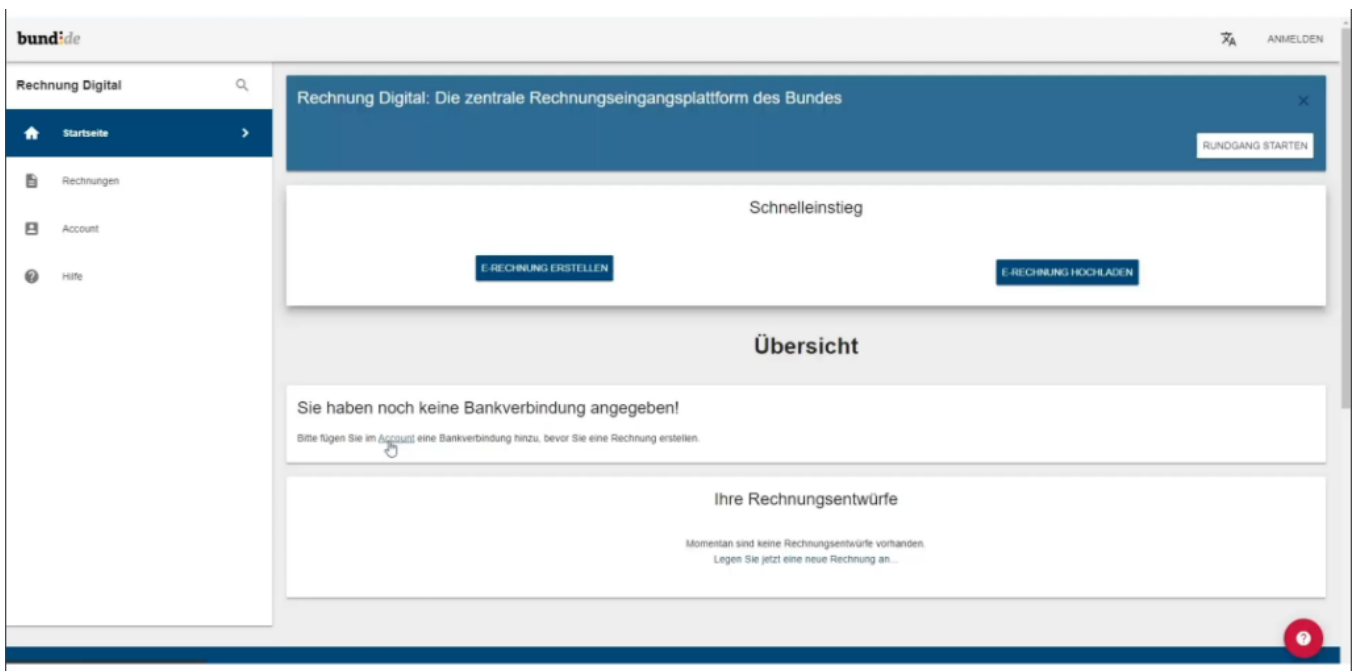 bund:de
ANMELDEN
Rechnung Digital
Startseite
Rechnungen
Account
Hilfe
Rechnung Digital: Die zentrale Rechnungseingangsplattform des Bundes
RUNDGANG STARTEN
Schnelleinstieg
E-RECHNUNG ERSTELLEN
E-RECHNUNG HOCHLADEN
Übersicht
Sie haben noch keine Bankverbindung angegeben!
Bitte fügen Sie im Account eine Bankverbindung hinzu, bevor Sie eine Rechnung erstellen.
Ihre Rechnungsentwürfe
Momentan sind keine Rechnungsentwürfe vorhanden.
Legen Sie jetzt eine neue Rechnung an...